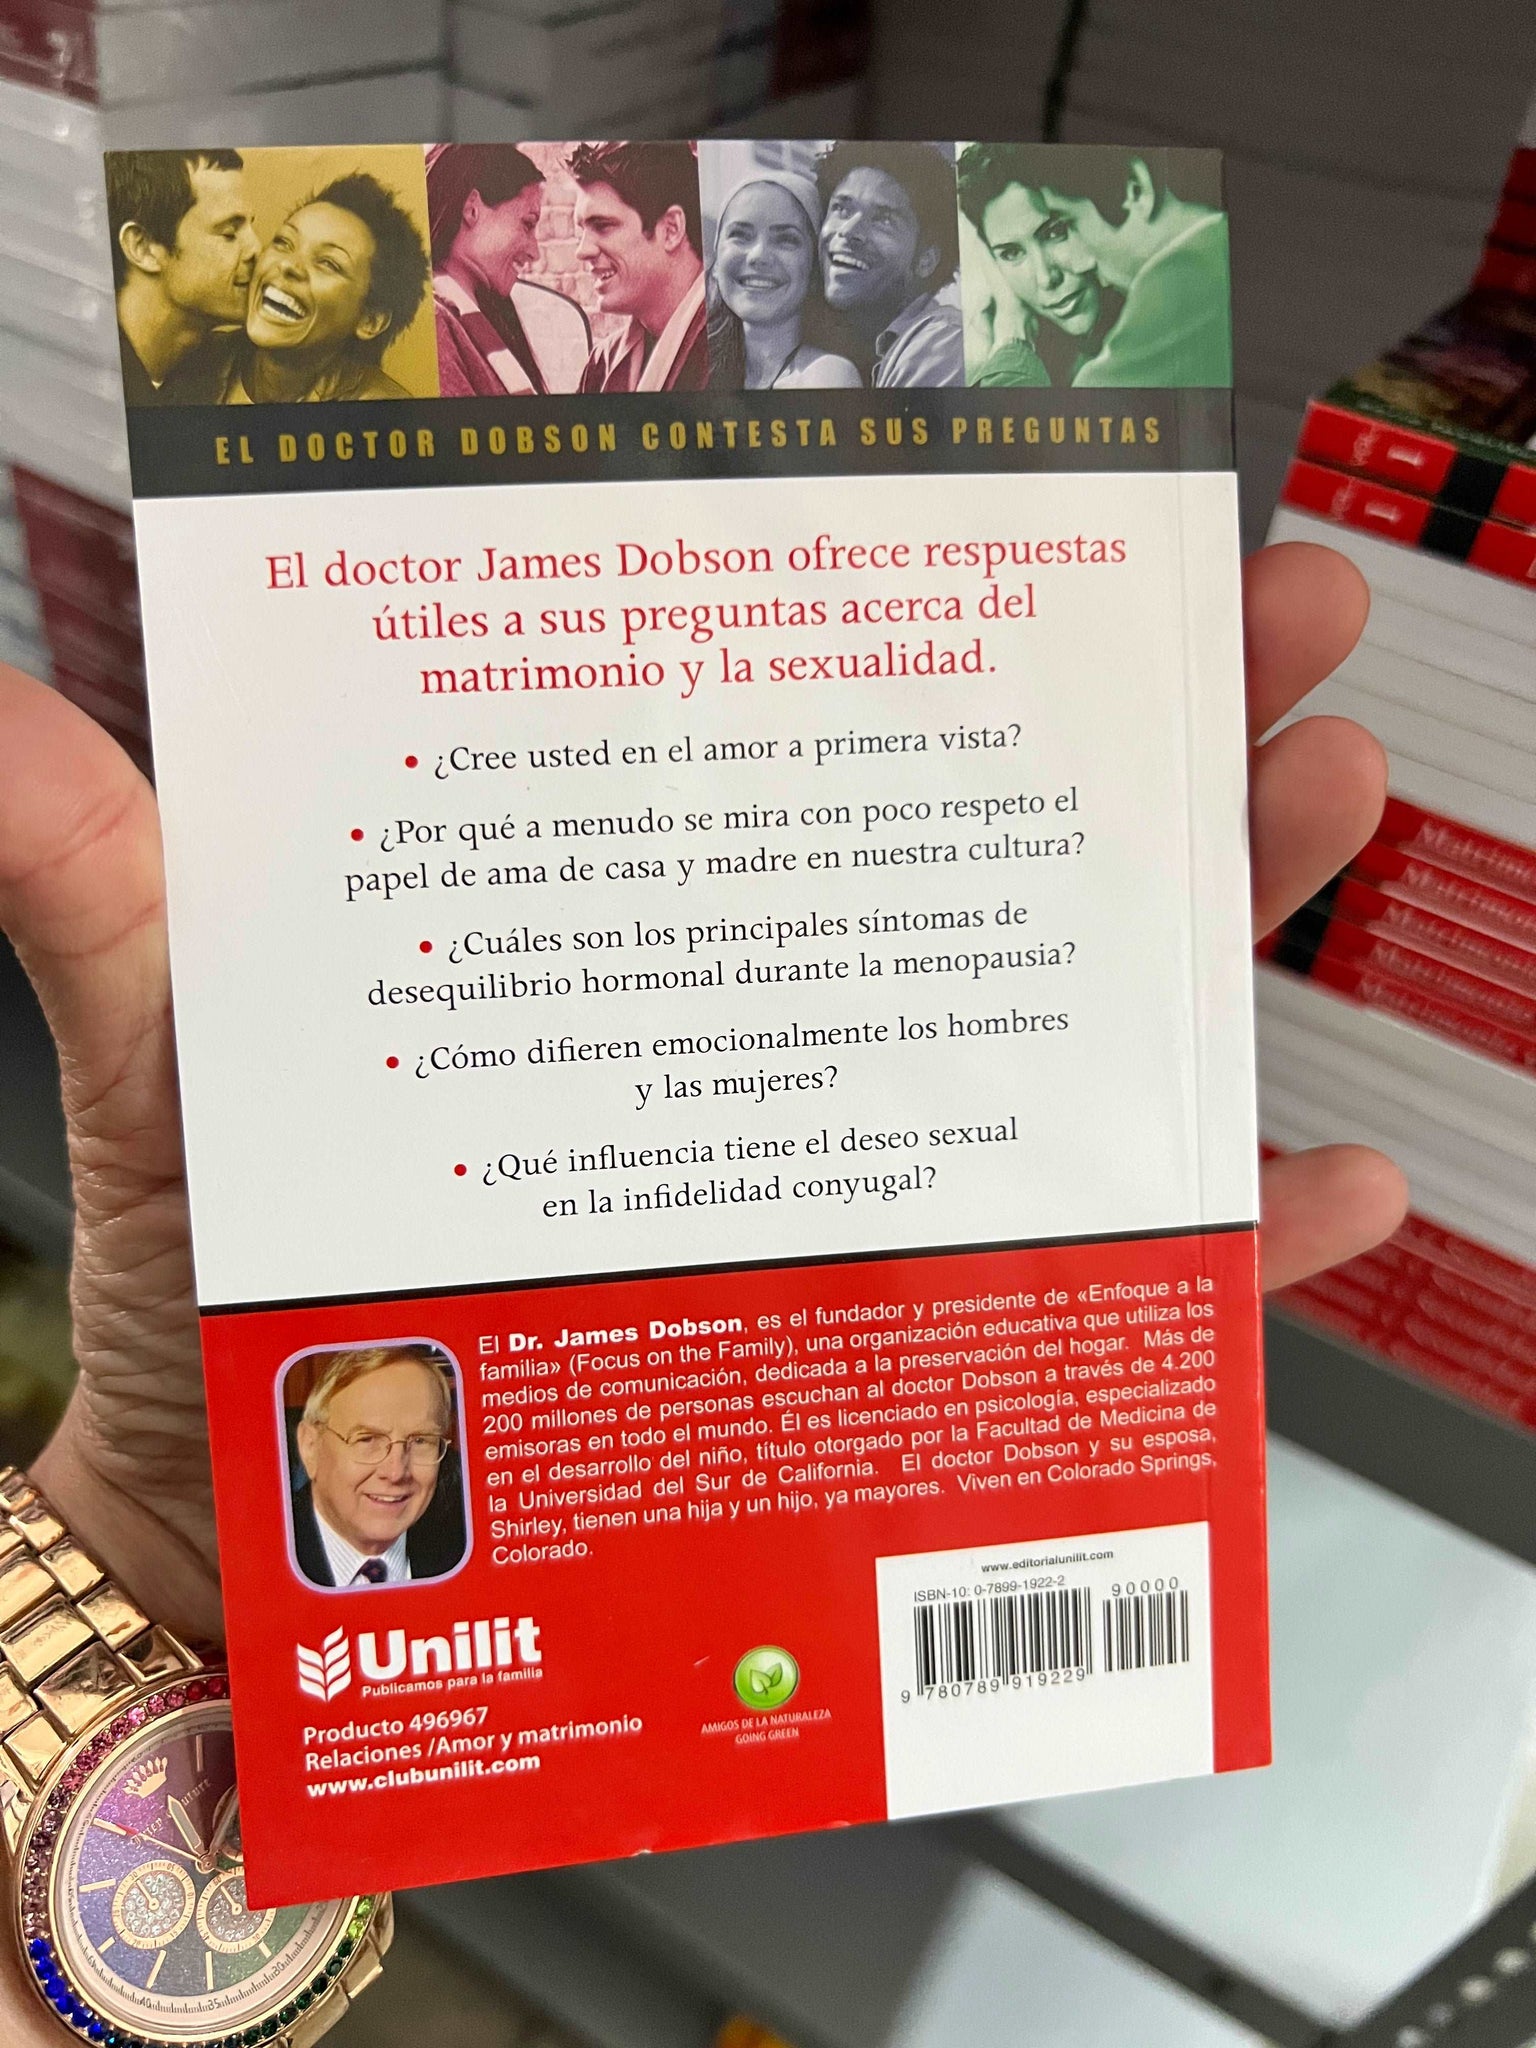 EL DOCTOR DOBSON CONTESTA SUS PREGUNTAS
El doctor James Dobson ofrece respuestas
útiles a sus preguntas acerca del
matrimonio y la sexualidad.
• ¿Cree usted en el amor a primera vista?
• ¿Por qué a menudo se mira con poco respeto el
papel de ama de casa y madre en nuestra cultura?
• ¿Cuáles son los principales síntomas de
desequilibrio hormonal durante la menopausia?
• ¿Cómo difieren emocionalmente los hombres
y las mujeres?
• ¿Qué influencia tiene el deseo sexual
en la infidelidad conyugal?
El Dr. James Dobson, es el fundador y presidente de «Enfoque a la
familia» (Focus on the Family), una organización educativa que utiliza los
medios de comunicación, dedicada a la preservación del hogar. Más de
200 millones de personas escuchan al doctor Dobson a través de 4.200
emisoras en todo el mundo. Él es licenciado en psicología, especializado
en el desarrollo del niño, título otorgado por la Facultad de Medicina de
la Universidad del Sur de California. El doctor Dobson y su esposa,
Shirley, tienen una hija y un hijo, ya mayores. Viven en Colorado Springs,
Colorado.
Unilit
Publicamos para la familia
Producto 496967
Relaciones /Amor y matrimonio
www.clubunilit.com
AMIGOS DE LA NATURALEZA
GOING GREEN
www.editorialunilit.com
ISBN-10: 0-7899-1922-2
90000
9 780789 919229
VOL. 1
VOL. 1